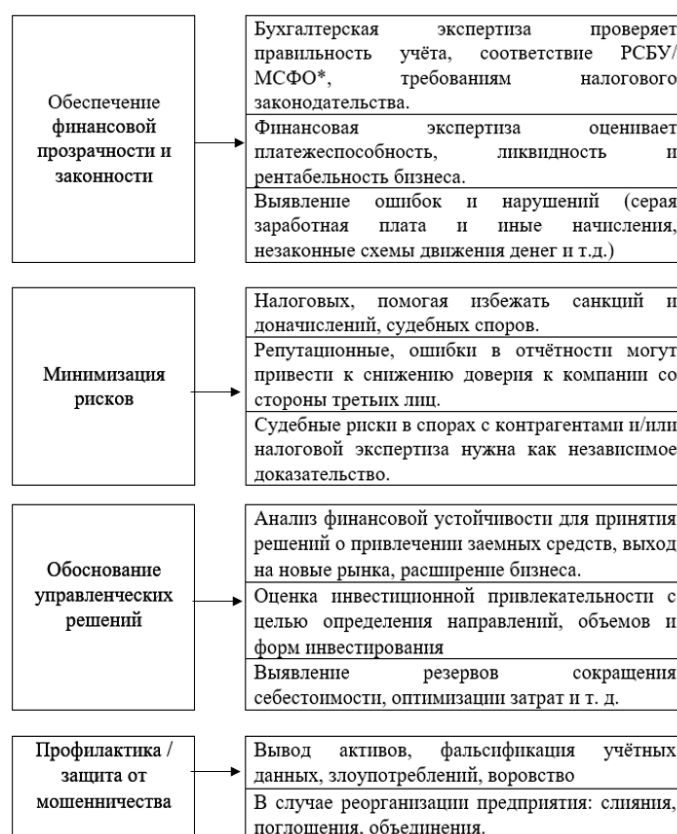 Обеспечение
финансовой
прозрачности и
законности
Бухгалтерская экспертиза проверяет
правильность учёта, соответствие РСБУ/
МСФО*, требованиям налогового
законодательства.
Финансовая экспертиза оценивает
платежеспособность, ликвидность и
рентабельность бизнеса.
Выявление ошибок и нарушений (серая
заработная плата и иные начисления,
незаконные схемы движения денег и т.д.)
Минимизация
рисков
Налоговых, помогая избежать санкций и
доначислений, судебных споров.
Репутационные, ошибки в отчётности могут
привести к снижению доверия к компании со
стороны третьих лиц.
Судебные риски в спорах с контрагентами и/или
налоговой экспертиза нужна как независимое
доказательство.
Обоснование
управленческих
решений
Анализ финансовой устойчивости для принятия
решений о привлечении заемных средств, выход
на новые рынка, расширение бизнеса.
Оценка инвестиционной привлекательности с
целью определения направлений, объемов и
форм инвестирования
Выявление резервов сокращения
себестоимости, оптимизации затрат и т. д.
Профилактика /
защита от
мошенничества
Вывод активов, фальсификация учётных
данных, злоупотреблений, воровство
В случае реорганизации предприятия: слияния,
поглощения, объединения.